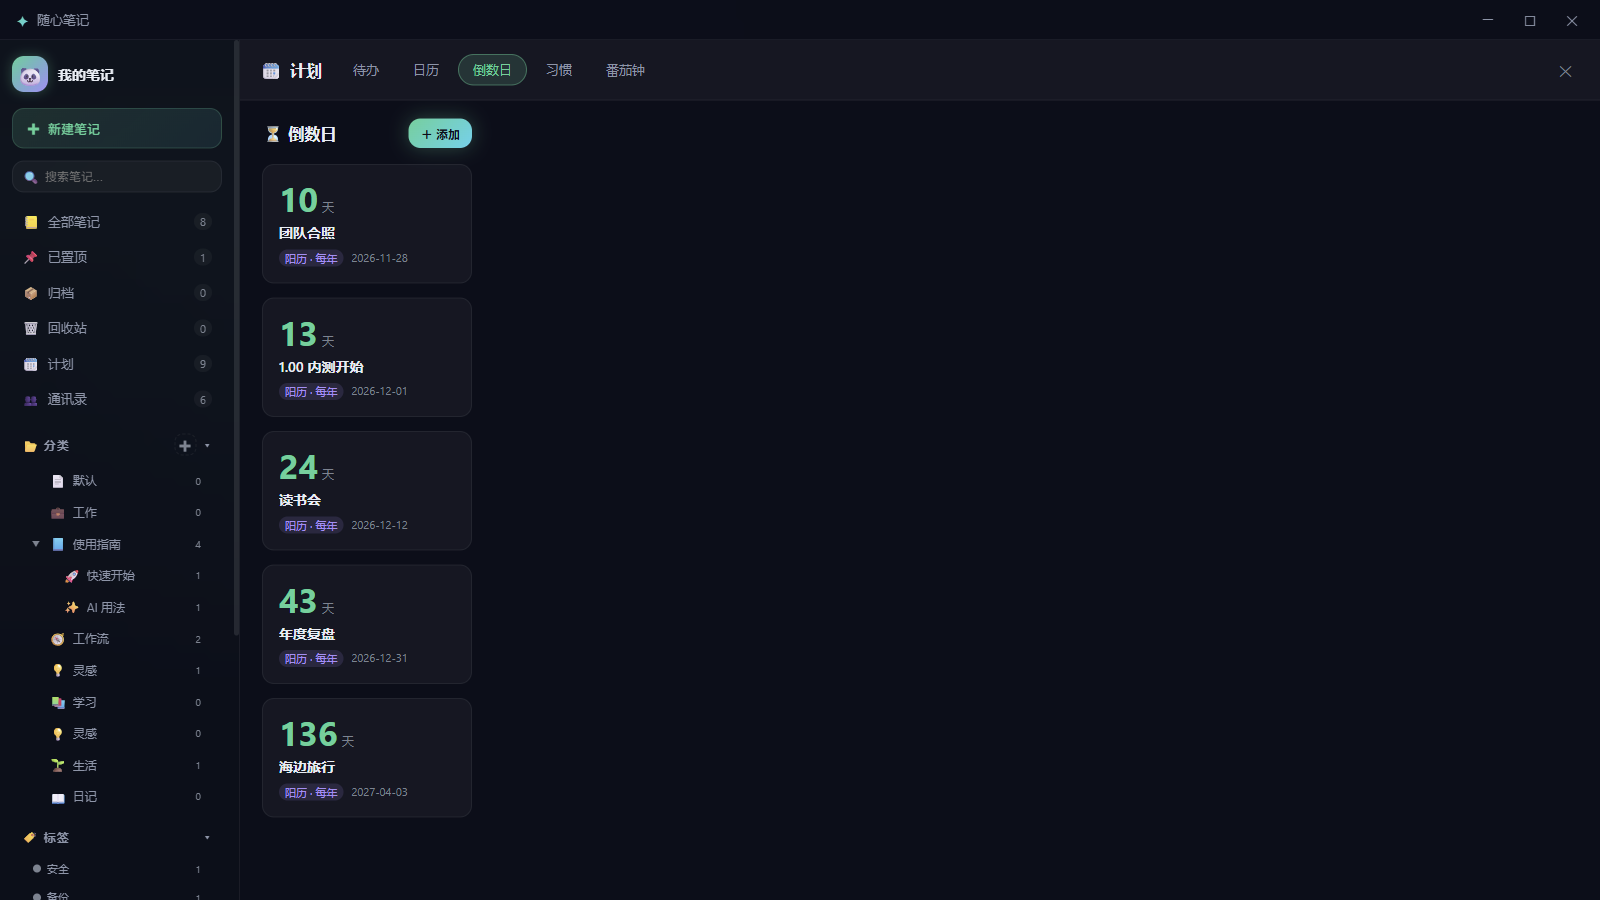 随心笔记
我的笔记
新建笔记
搜索笔记...
全部笔记 8
已置顶 1
归档 0
回收站 0
计划 9
通讯录 6
分类
默认 0
工作 0
使用指南 4
快速开始 1
AI 用法 1
工作流 2
灵感 1
学习 0
灵感 0
生活 1
日记 0
标签
安全 1
备份 1
计划 待办 日历 倒数日 习惯 番茄钟
倒数日 + 添加
10 天
团队合照
阳历 · 每年 2026-11-28
13 天
1.00 内测开始
阳历 · 每年 2026-12-01
24 天
读书会
阳历 · 每年 2026-12-12
43 天
年度复盘
阳历 · 每年 2026-12-31
136 天
海边旅行
阳历 · 每年 2027-04-03